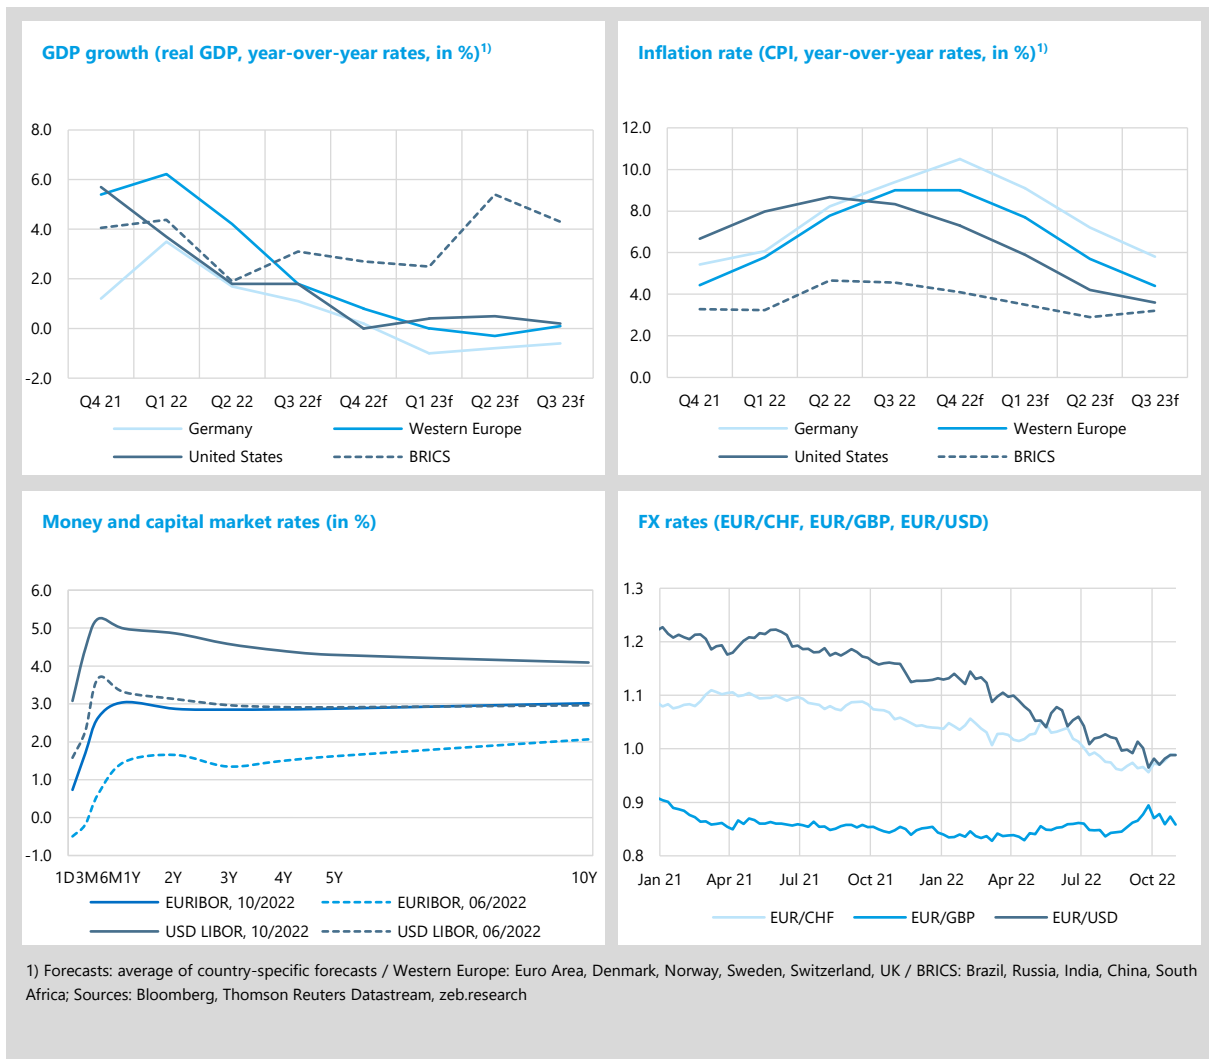 GDP growth (real GDP, year-over-year rates, in %)1)
8.0
6.0
4.0
2.0
0.0
-2.0
Q4 21 Q1 22 Q2 22 Q3 22f Q4 22f Q1 23f Q2 23f Q3 23f
Germany Western Europe
United States BRICS
Inflation rate (CPI, year-over-year rates, in %)1)
12.0
10.0
8.0
6.0
4.0
2.0
0.0
Q4 21 Q1 22 Q2 22 Q3 22 Q4 22f Q1 23f Q2 23f Q3 23f
Germany Western Europe
United States BRICS
Money and capital market rates (in %)
6.0
5.0
4.0
3.0
2.0
1.0
0.0
-1.0
1D3M6M1Y 2Y 3Y 4Y 5Y 10Y
EURIBOR, 10/2022 EURIBOR, 06/2022
USD LIBOR, 10/2022 USD LIBOR, 06/2022
FX rates (EUR/CHF, EUR/GBP, EUR/USD)
1.3
1.2
1.1
1.0
0.9
0.8
Jan 21 Apr 21 Jul 21 Oct 21 Jan 22 Apr 22 Jul 22 Oct 22
EUR/CHF EUR/GBP EUR/USD
1) Forecasts: average of country-specific forecasts / Western Europe: Euro Area, Denmark, Norway, Sweden, Switzerland, UK / BRICS: Brazil, Russia, India, China, South
Africa; Sources: Bloomberg, Thomson Reuters Datastream, zeb.research